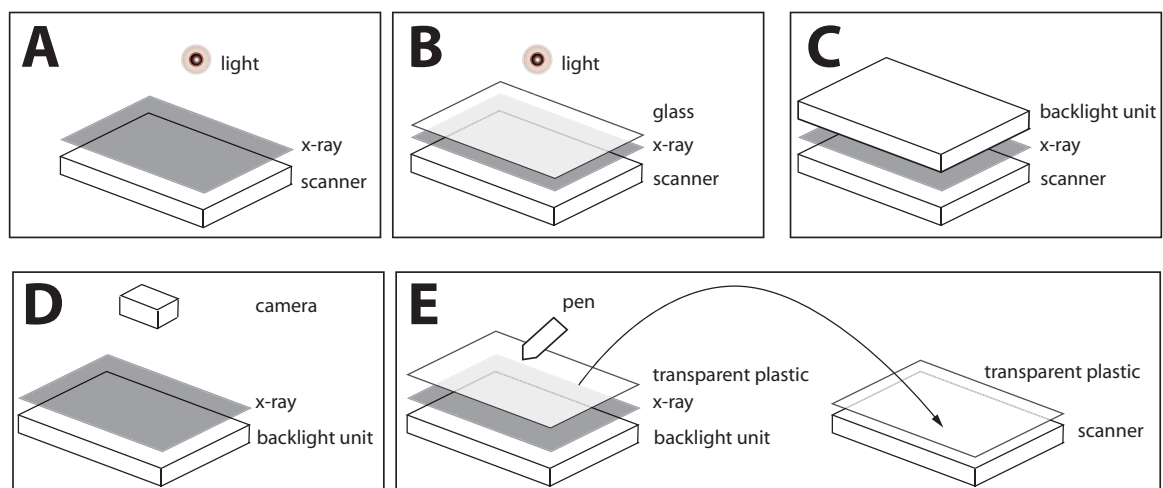 A
light
x-ray
scanner
B
light
glass
x-ray
scanner
C
backlight unit
x-ray
scanner
D
camera
x-ray
backlight unit
E
pen
transparent plastic
x-ray
backlight unit
transparent plastic
scanner